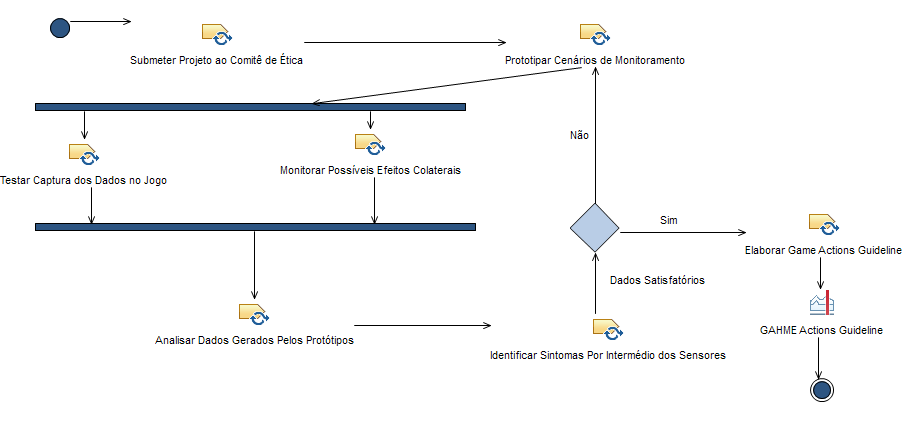 Submeter Projeto ao Comitê de Ética
Prototipar Cenários de Monitoramento
Não
Testar Captura dos Dados no Jogo
Monitorar Possíveis Efeitos Colaterais
Sim
Elaborar Game Actions Guideline
Dados Satisfatórios
GAHME Actions Guideline
Analisar Dados Gerados Pelos Protótipos
Identificar Sintomas Por Intermédio dos Sensores